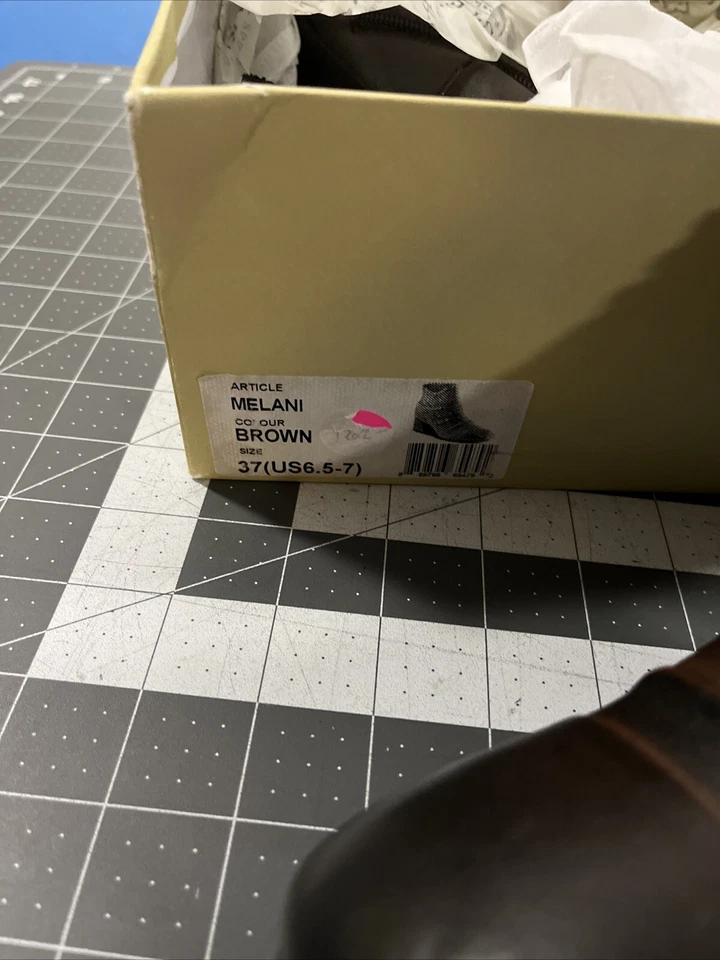 ARTICLE
MELANI
COLOUR
BROWN
SIZE
37(US6.5-7)